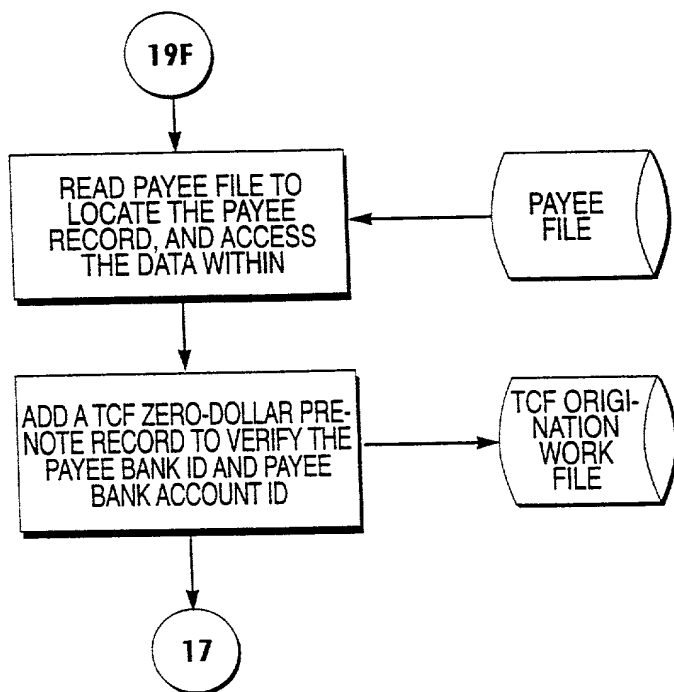 19F
READ PAYEE FILE TO
LOCATE THE PAYEE
RECORD, AND ACCESS
THE DATA WITHIN
PAYEE
FILE
ADD A TCF ZERO-DOLLAR PRE-
NOTE RECORD TO VERIFY THE
PAYEE BANK ID AND PAYEE
BANK ACCOUNT ID
TCF ORIGI-
NATION
WORK
FILE
17